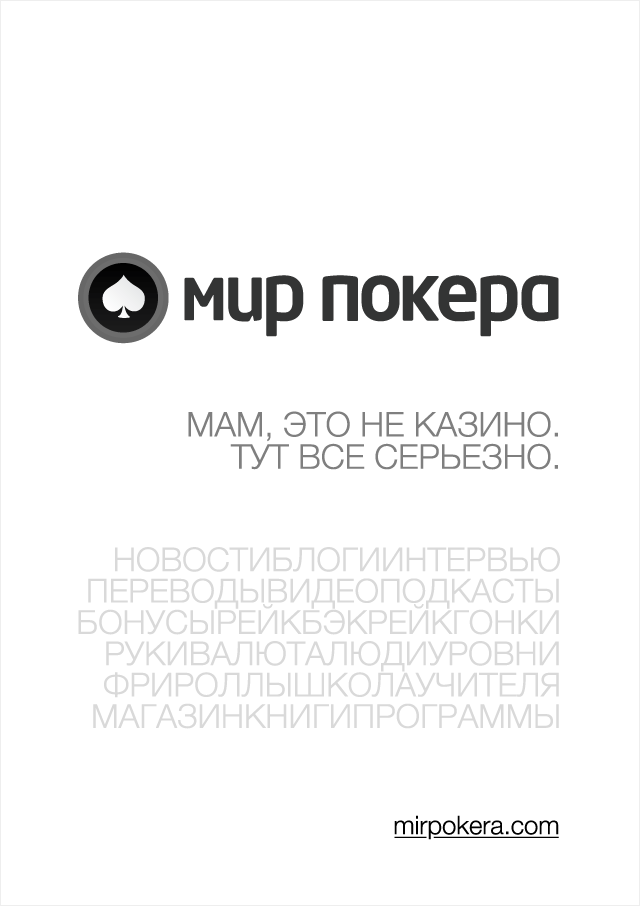 мир покера
МАМ, ЭТО НЕ КАЗИНО.
ТУТ ВСЕ СЕРЬЕЗНО.
НОВОСТИБЛОГИИНТЕРВЬЮ
ПЕРЕВОДЫВИДЕОПОДКАСТЫ
БОНУСЫРЕЙКБЭКРЕЙКГОНКИ
РУКИВАЛЮТАЛЮДИУРОВНИ
ФРИРОЛЛЫШКОЛАУЧИТЕЛЯ
МАГАЗИНКНИГИПРОГРАММЫ
mirpokera.com